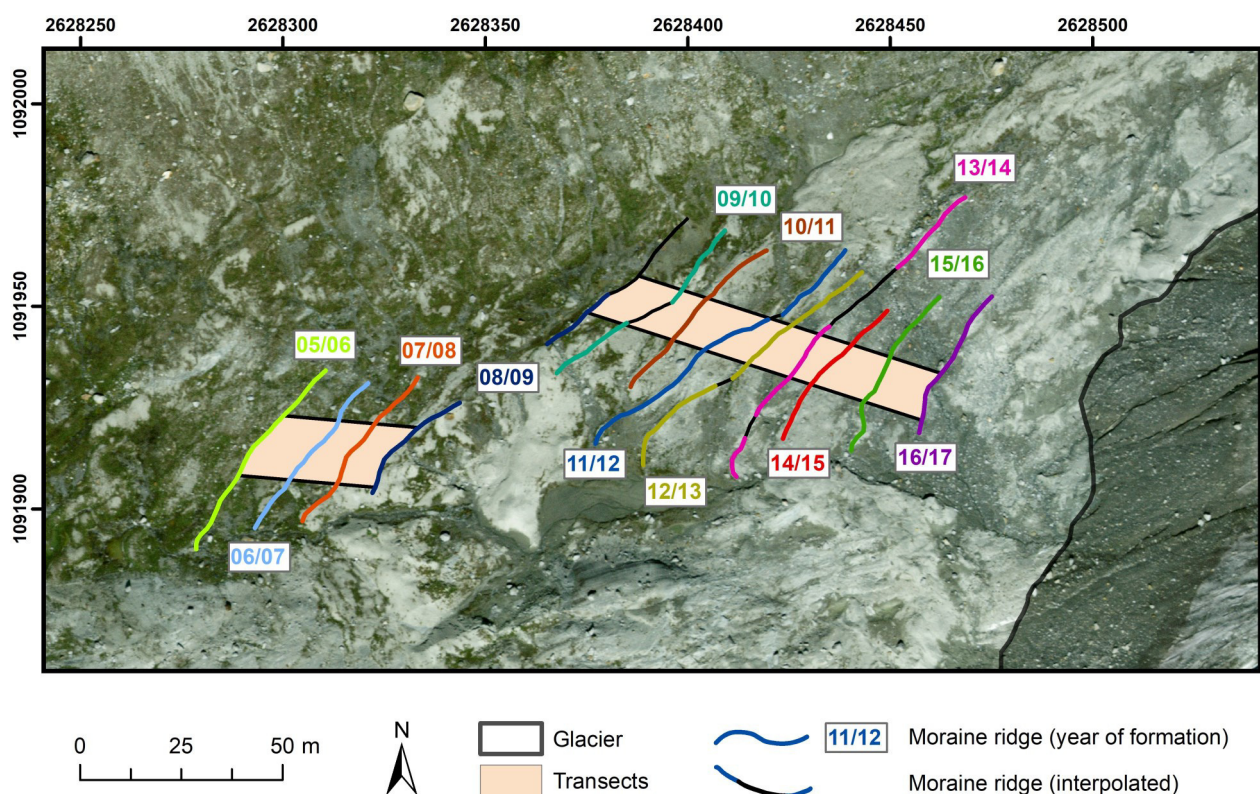 2628250 2628300 2628350 2628400 2628450 2628500
1092000
1091950
1091900
13/14
09/10
10/11
15/16
05/06
07/08
08/09
11/12
14/15
16/17
12/13
06/07
N
0 25 50 m
Glacier
Transects
11/12 Moraine ridge (year of formation)
Moraine ridge (interpolated)